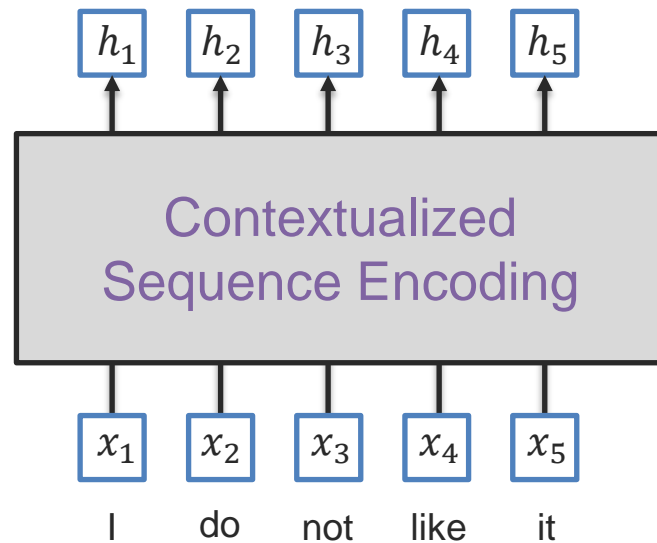 h₁ h₂ h₃ h₄ h₅
Contextualized
Sequence Encoding
x₁ x₂ x₃ x₄ x₅
I do not like it